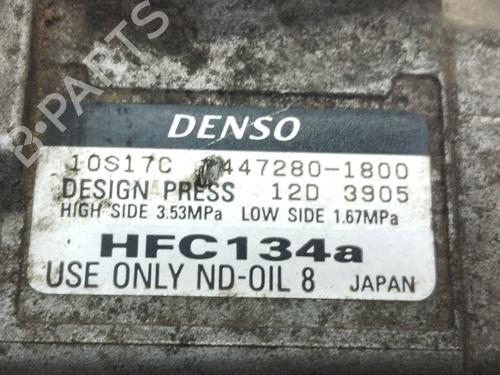 B-PARTS
DENSO
10S17C 447280-1800
DESIGN PRESS 12D 3905
HIGH SIDE 3.53MPa LOW SIDE 1.67MPa
HFC134a
USE ONLY ND-OIL 8 JAPAN